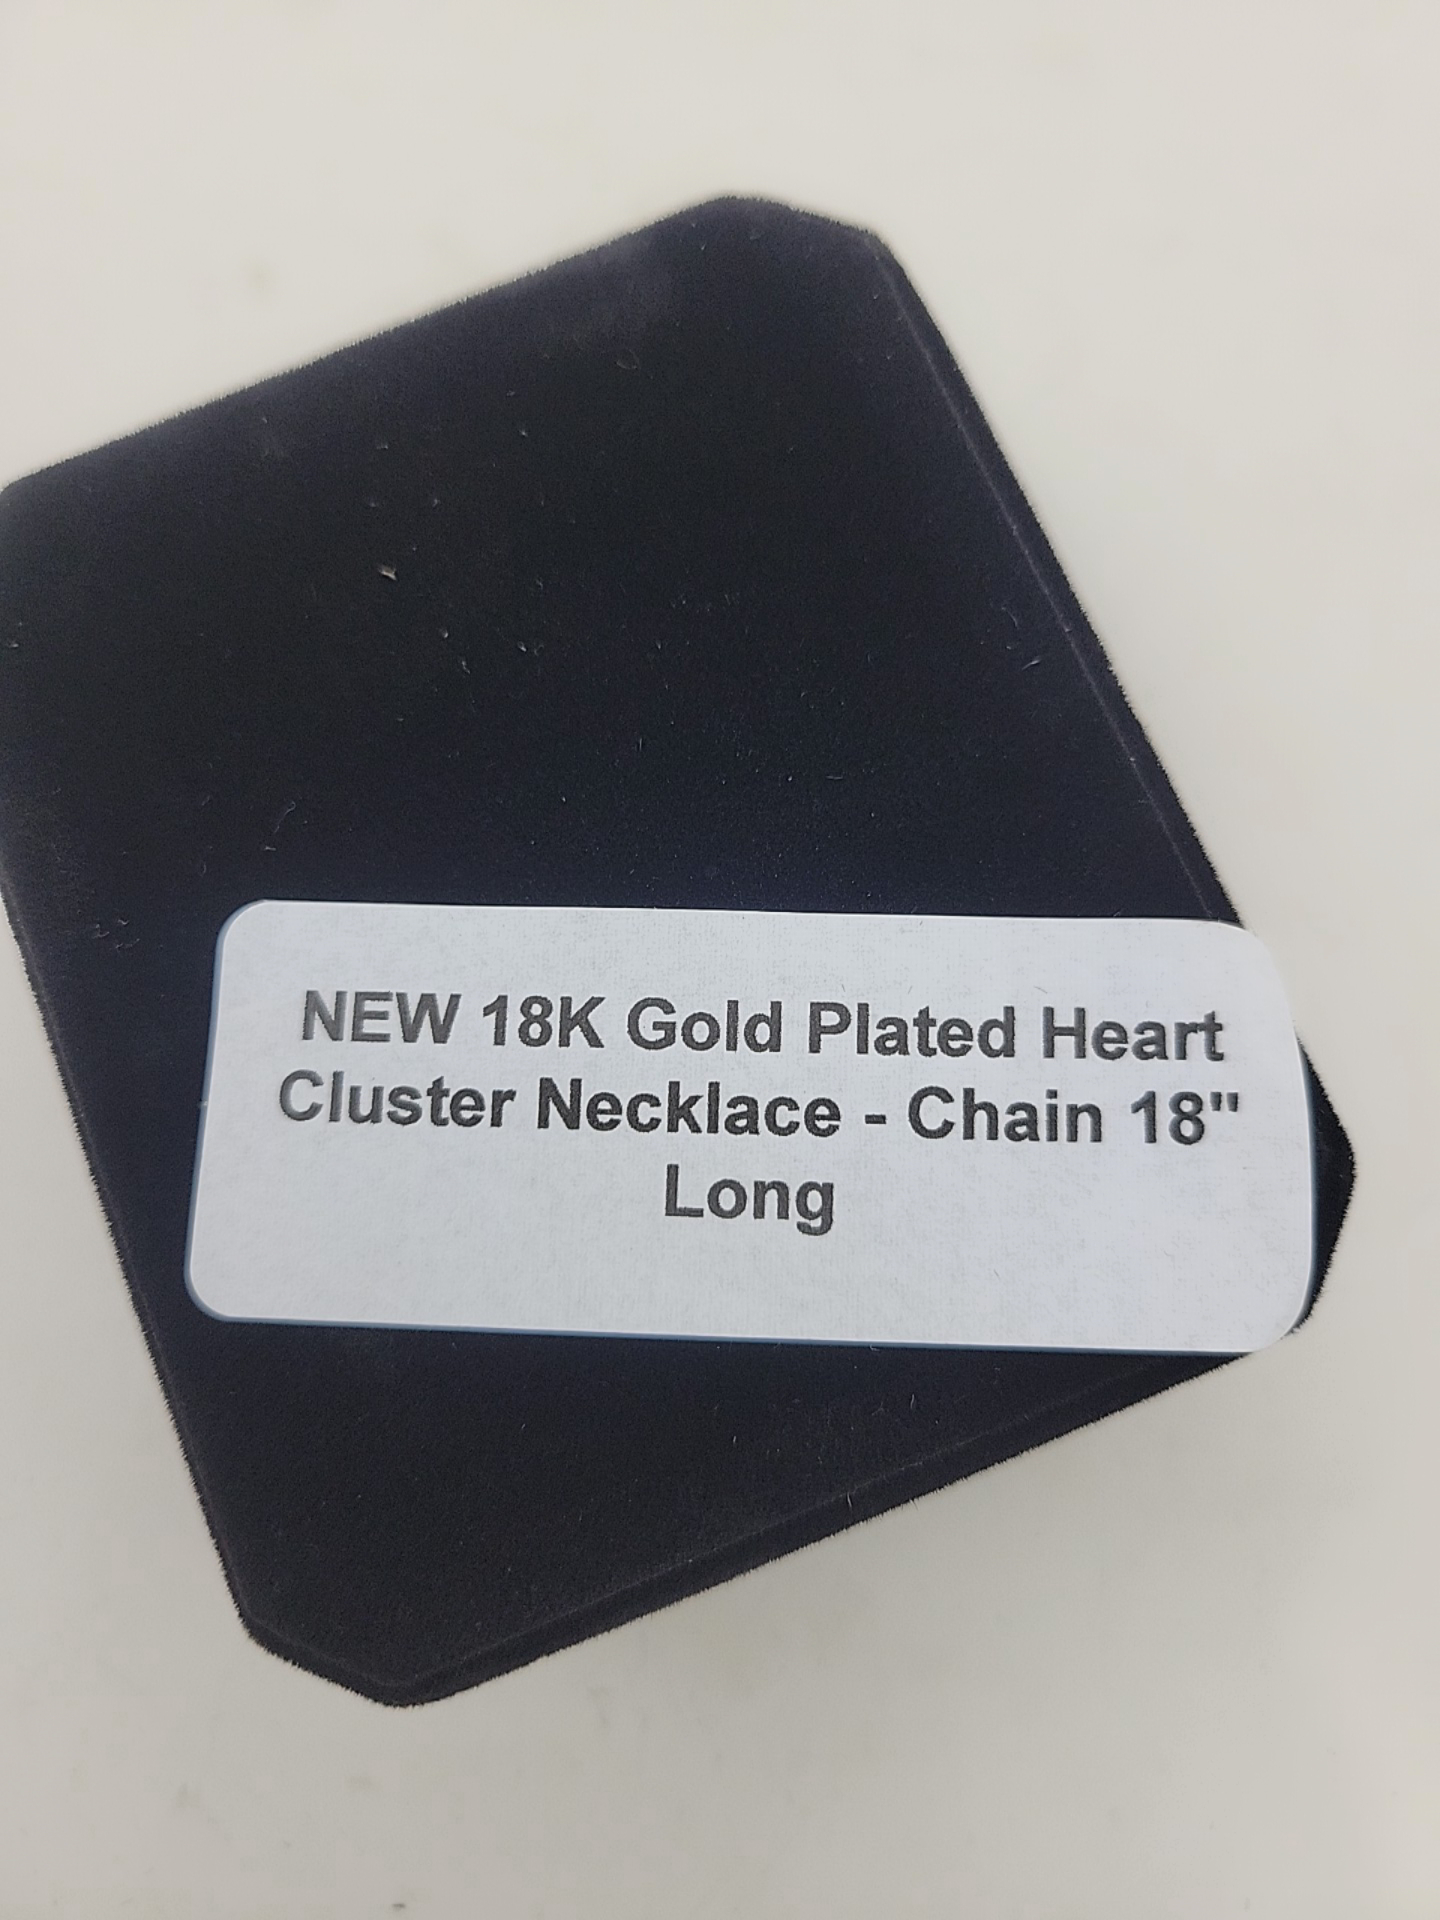 NEW 18K Gold Plated Heart
Cluster Necklace - Chain 18"
Long